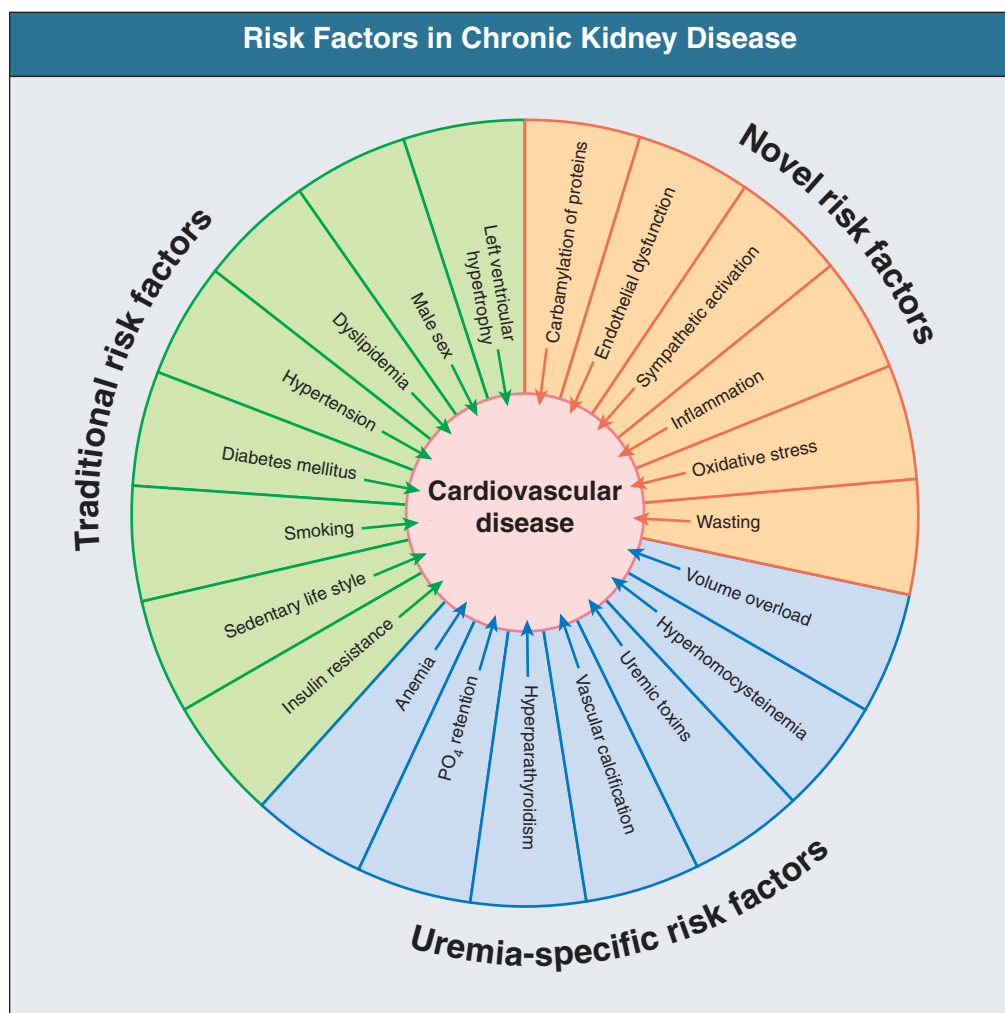 Risk Factors in Chronic Kidney Disease
Novel risk factors
Carbamylation of proteins
Endothelial dysfunction
Sympathetic activation
Inflammation
Oxidative stress
Wasting
Uremia-specific risk factors
Volume overload
Hyperhomocysteinemia
Uremic toxins
Vascular calcification
Hyperparathyroidism
PO₄ retention
Anemia
Traditional risk factors
Insulin resistance
Sedentary life style
Smoking
Diabetes mellitus
Hypertension
Dyslipidemia
Male sex
Left ventricular
hypertrophy
Cardiovascular
disease